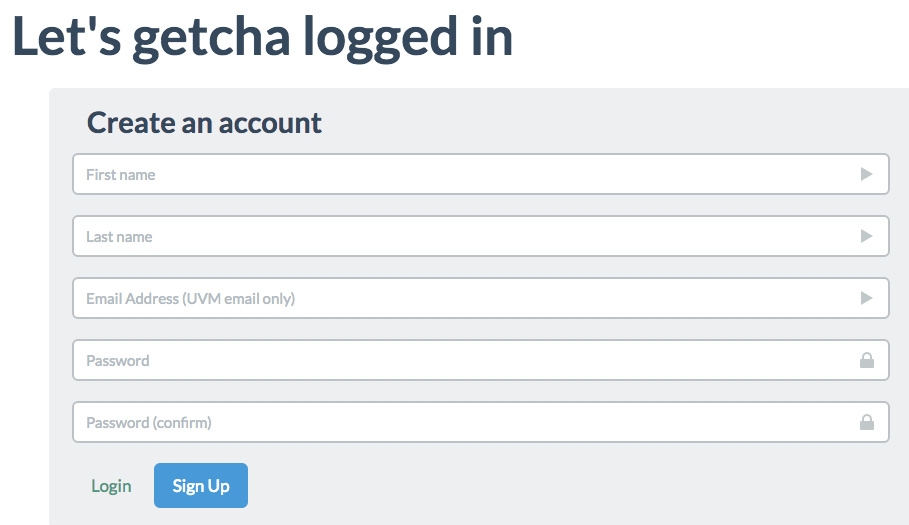 Let's getcha logged in
Create an account
First name
Last name
Email Address (UVM email only)
Password
Password (confirm)
Login Sign Up